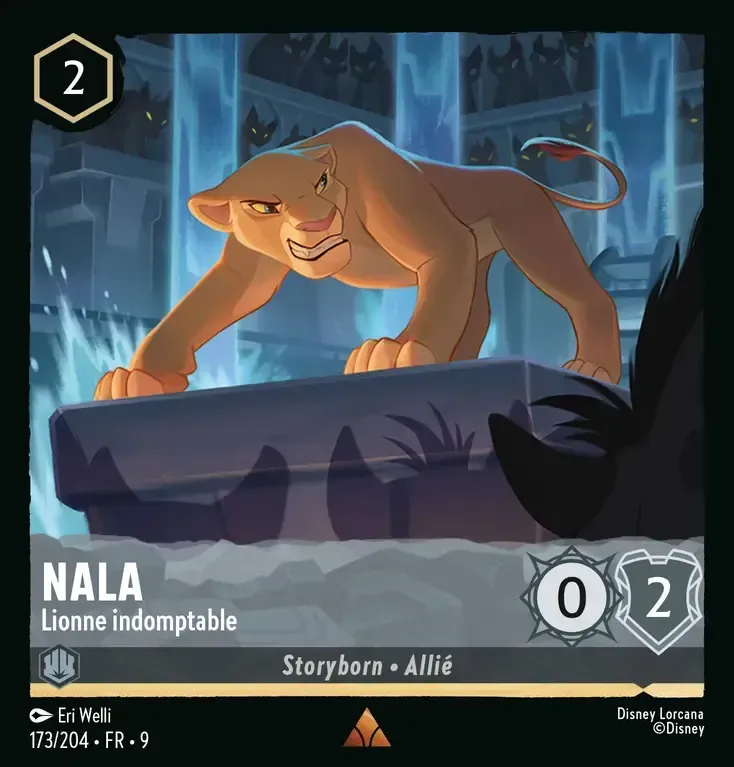 2
NALA
Lionne indomptable
0
2
Storyborn • Allié
Eri Welli
173/204 • FR • 9
Disney Lorcana
©Disney